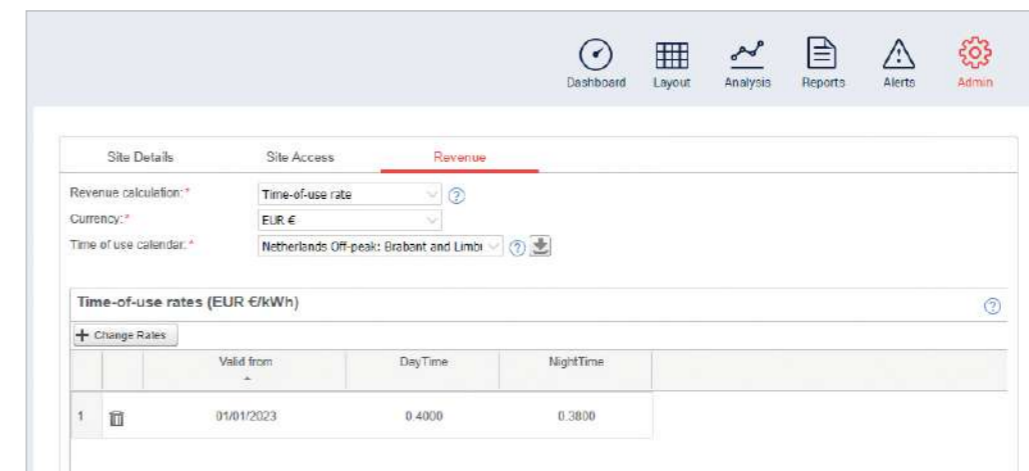 Dashboard Layout Analysis Reports Alerts Admin
Site Details Site Access Revenue
Revenue calculation:* Time-of-use rate ?
Currency:* EUR €
Time of use calendar:* Netherlands Off-peak: Brabant and Limb ?
Time-of-use rates (EUR €/kWh) ?
+ Change Rates
Valid from DayTime NightTime
1 01/01/2023 0.4000 0.3800